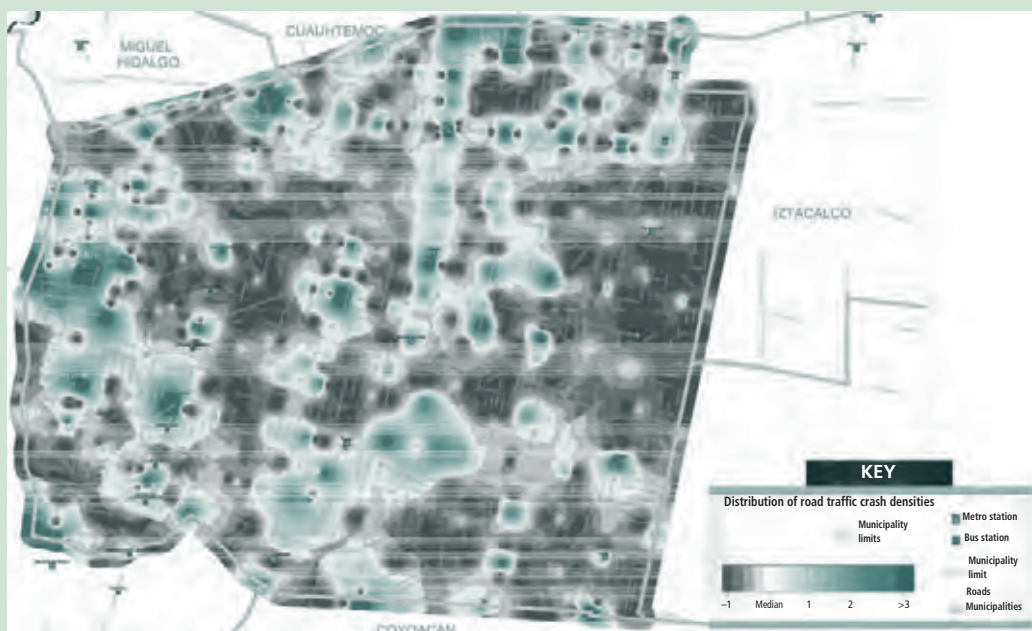 CUAUHTEMOC
MIGUEL
HIDALGO
IZTACALCO
KEY
Distribution of road traffic crash densities
Municipality
limits
Metro station
Bus station
Municipality
limit
Roads
Municipalities
–1 Median 1 2 >3
COYOACAN